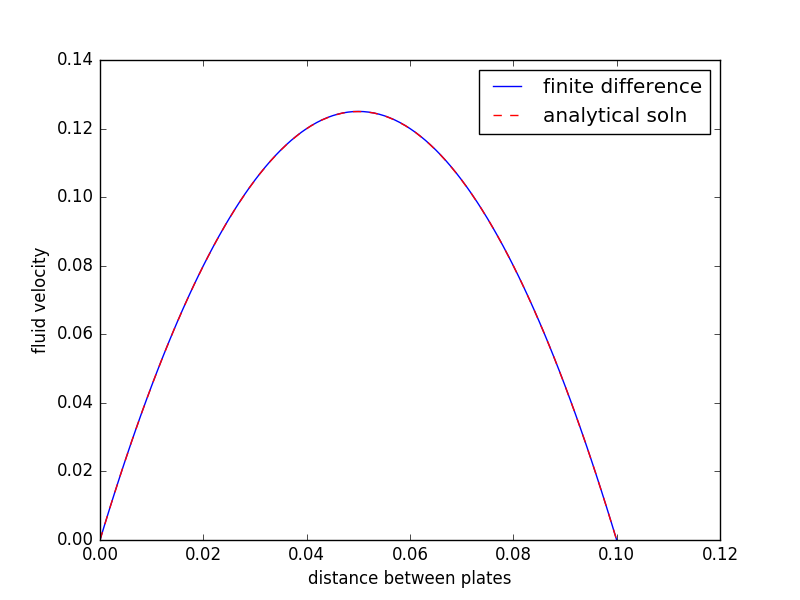 0.14
finite difference
analytical soln
0.12
0.10
0.08
0.06
0.04
0.02
0.00
fluid velocity
0.00 0.02 0.04 0.06 0.08 0.10 0.12
distance between plates